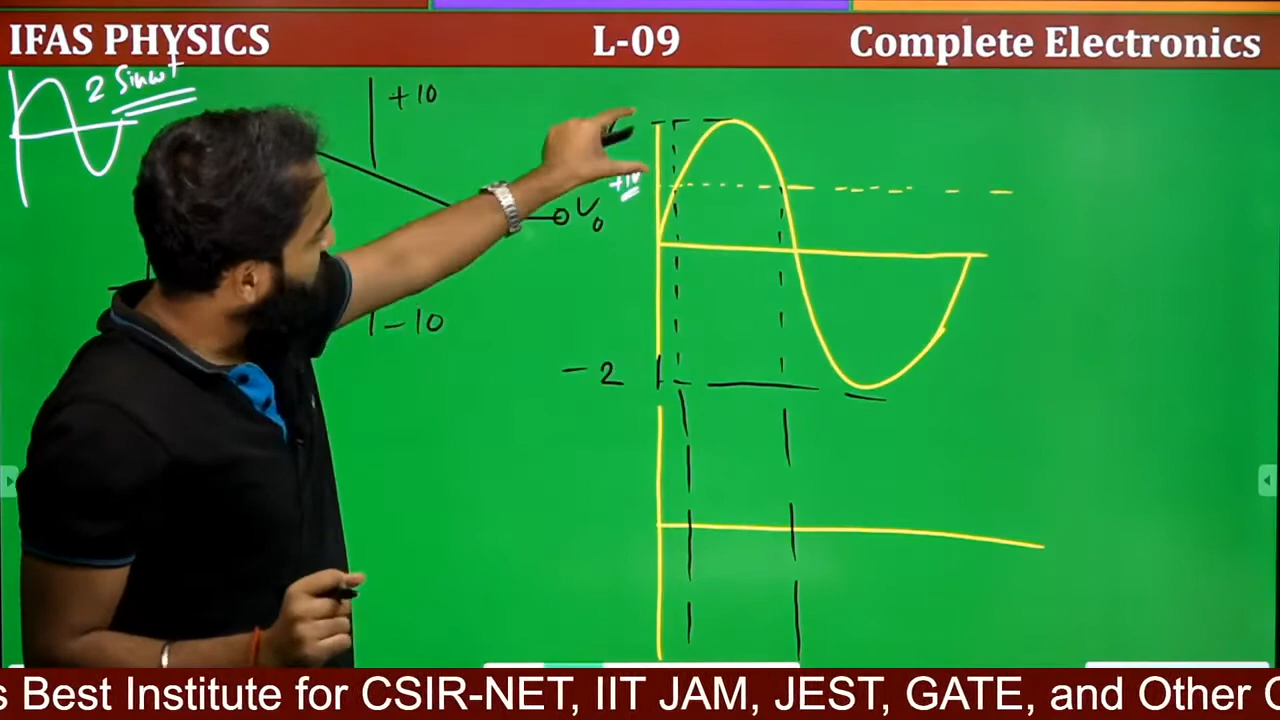 IFAS PHYSICS
L-09
Complete Electronics
2 Sinωt
+10
+10
V₀
-10
-2
s Best Institute for CSIR-NET, IIT JAM, JEST, GATE, and Other C